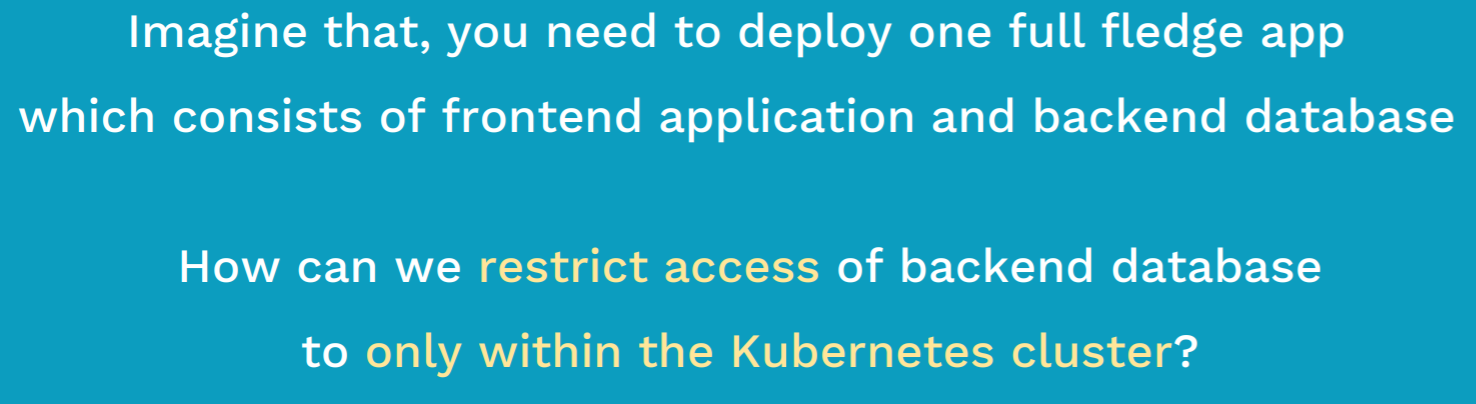 Imagine that, you need to deploy one full fledge app
which consists of frontend application and backend database
How can we restrict access of backend database
to only within the Kubernetes cluster?